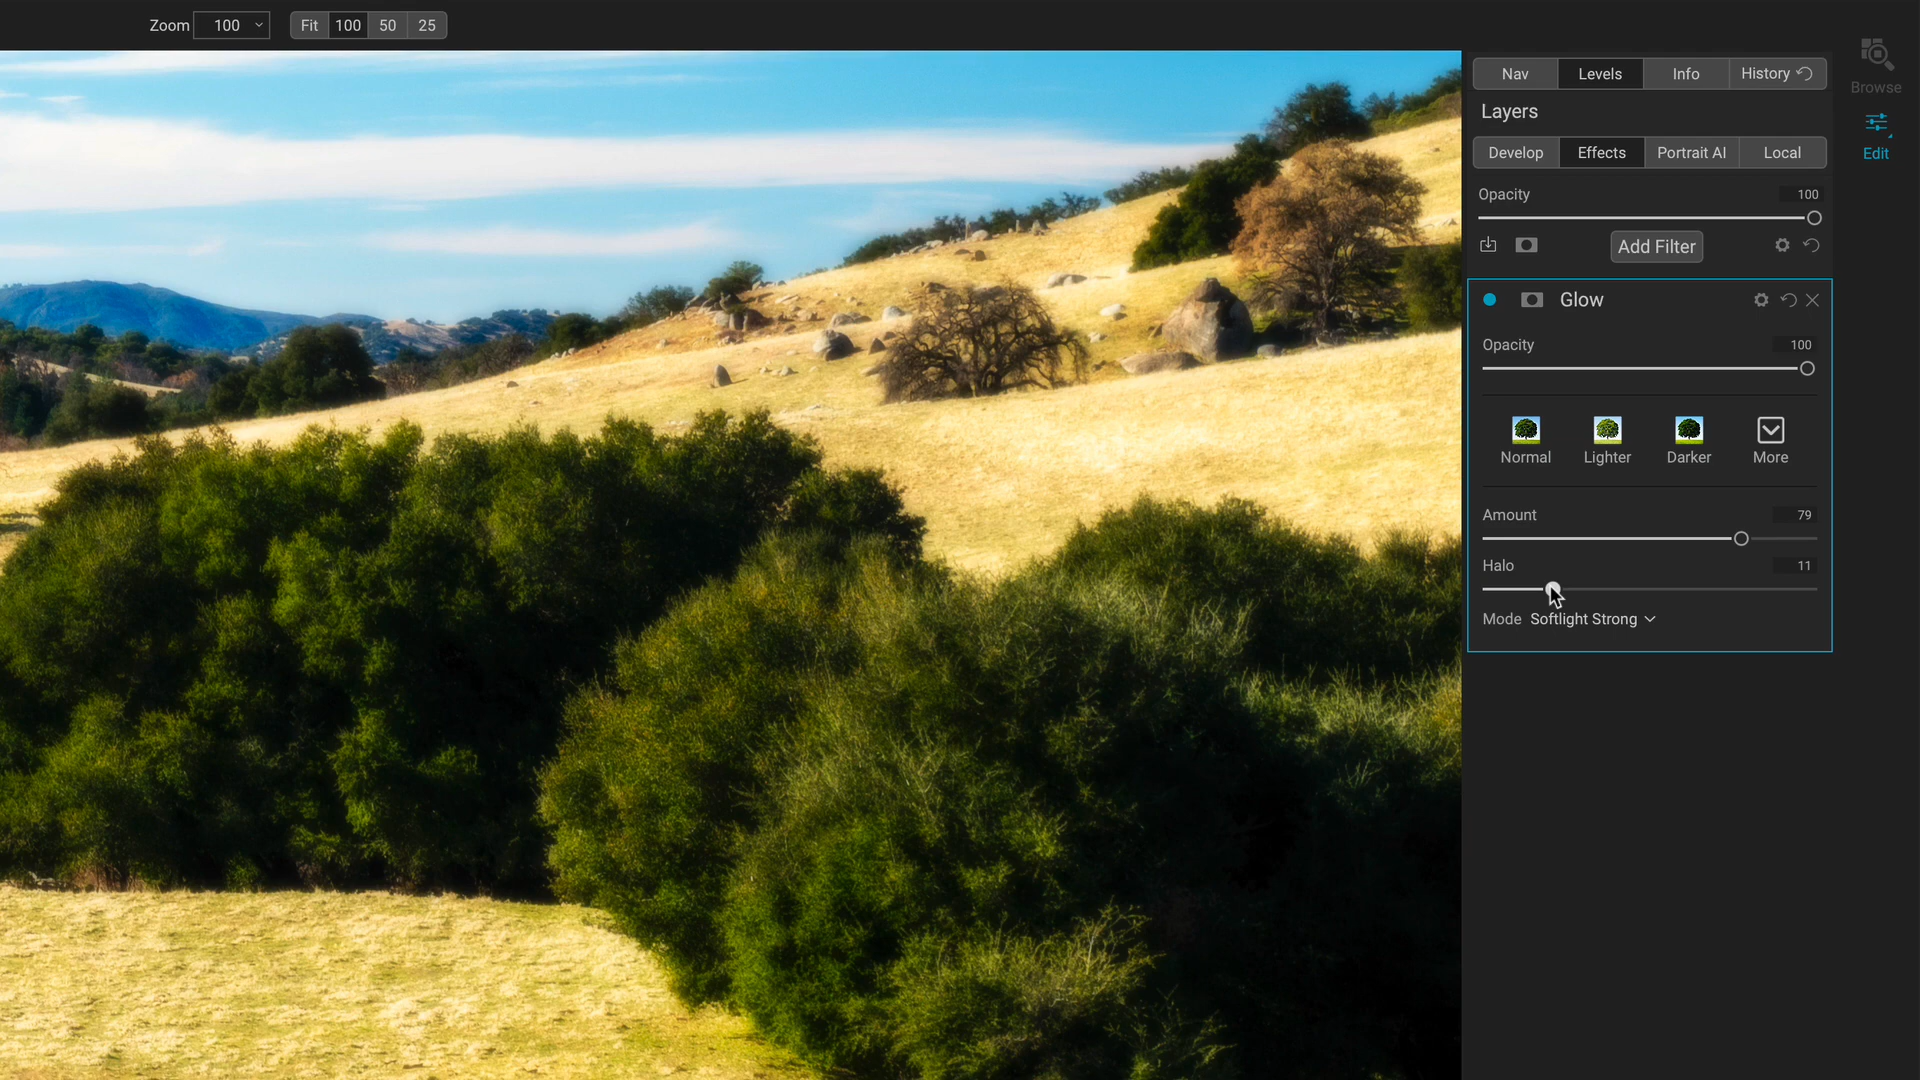 Zoom 100 Fit 100 50 25
Nav Levels Info History
Browse
Layers
Edit
Develop Effects Portrait AI Local
Opacity 100
Add Filter
Glow
Opacity 100
Normal Lighter Darker More
Amount 79
Halo 11
Mode Softlight Strong